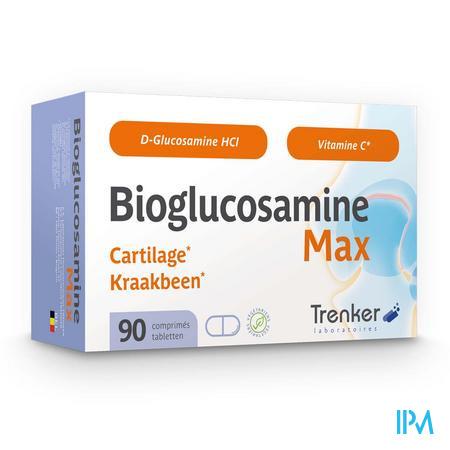 D-Glucosamine HCl
Vitamine C*
Bioglucosamine
Max
Cartilage*
Kraakbeen*
90 comprimés
tabletten
Trenker
laboratoires
Bioglucosamine
Max
IPM